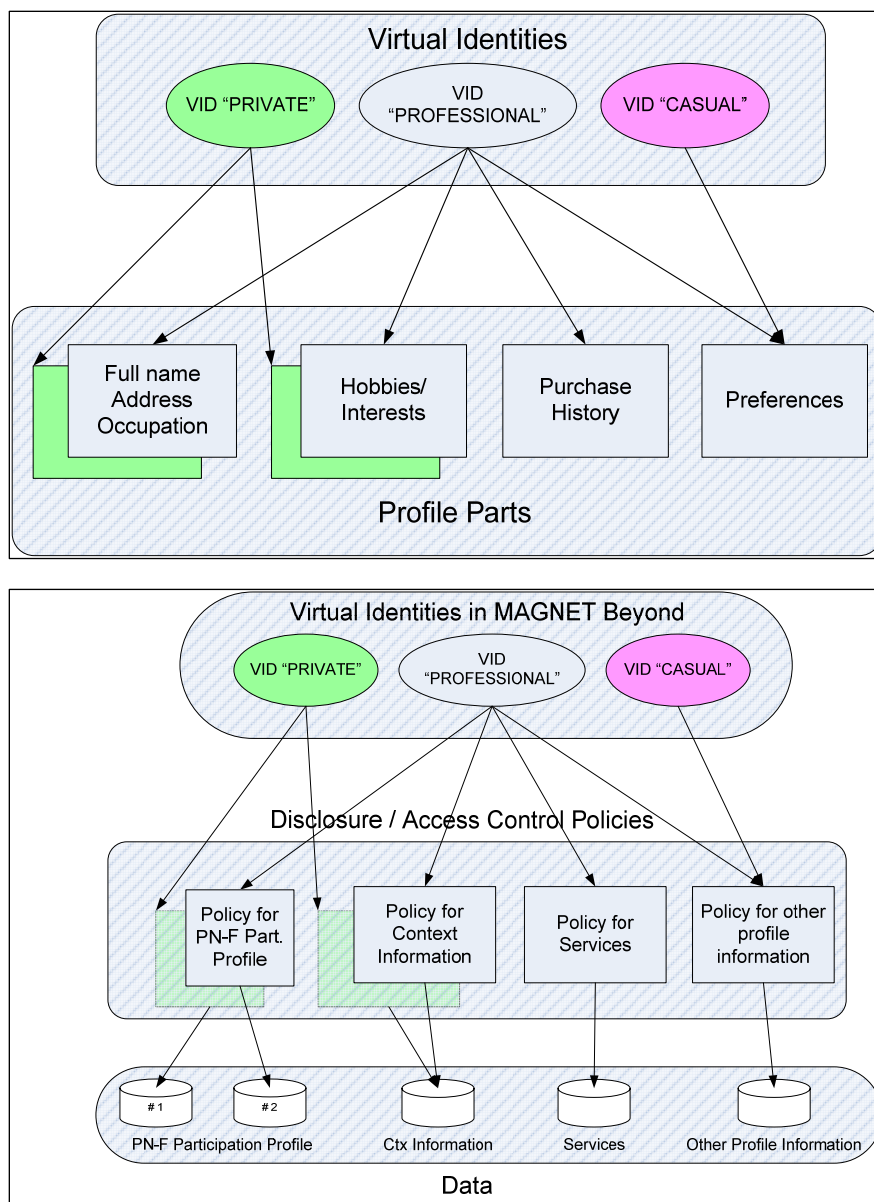 Virtual Identities
VID “PRIVATE”
VID
“PROFESSIONAL”
VID “CASUAL”
Full name
Address
Occupation
Hobbies/
Interests
Purchase
History
Preferences
Profile Parts
Virtual Identities in MAGNET Beyond
VID “PRIVATE”
VID
“PROFESSIONAL”
VID “CASUAL”
Disclosure / Access Control Policies
Policy for
PN-F Part.
Profile
Policy for
Context
Information
Policy for
Services
Policy for other
profile
information
#1
#2
PN-F Participation Profile
Ctx Information
Services
Other Profile Information
Data